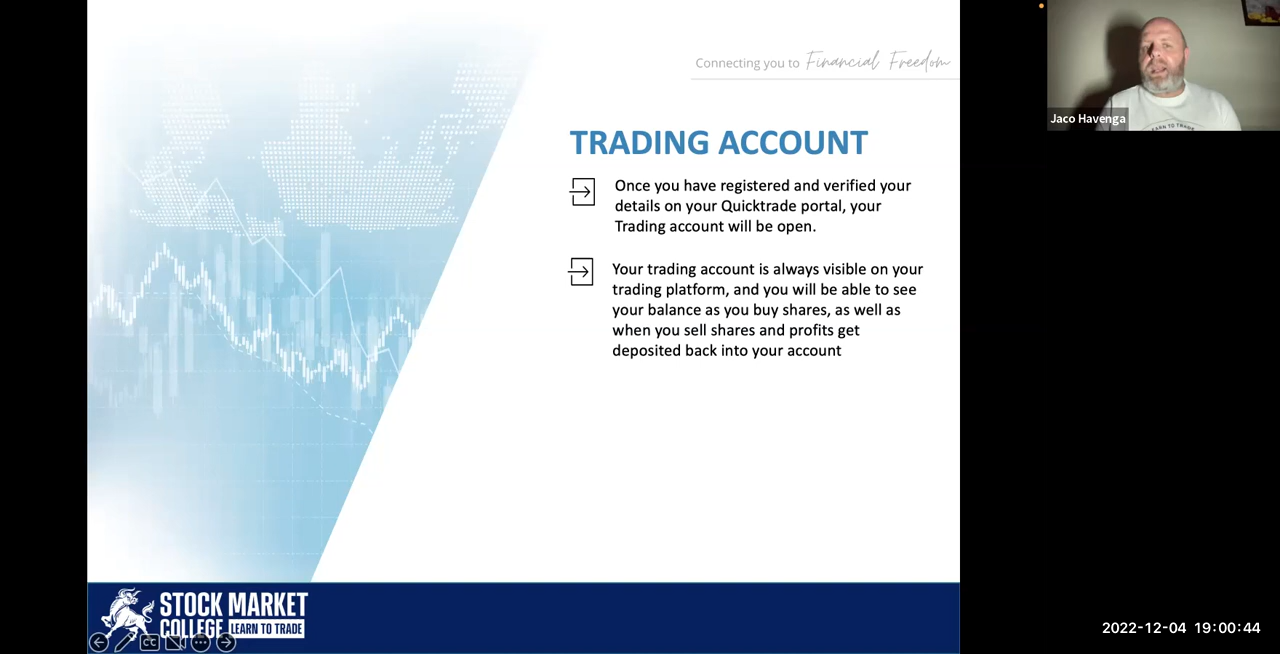 Connecting you to Financial Freedom
TRADING ACCOUNT
Once you have registered and verified your
details on your Quicktrade portal, your
Trading account will be open.
Your trading account is always visible on your
trading platform, and you will be able to see
your balance as you buy shares, as well as
when you sell shares and profits get
deposited back into your account
STOCK MARKET
COLLEGE LEARN TO TRADE
CC
Jaco Havenga
LEARN TO TRADE
2022-12-04 19:00:44